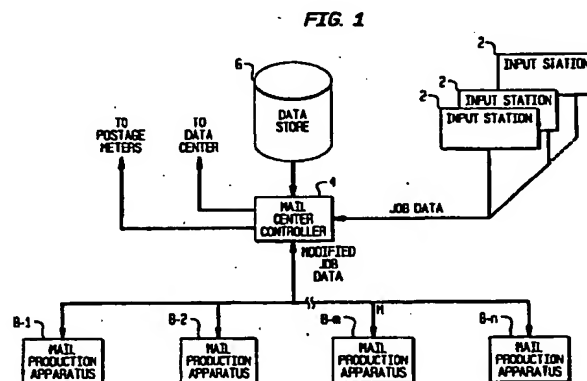 FIG. 1
2
INPUT STATION
2
INPUT STATION
2
INPUT STATION
6
DATA
STORE
TO
POSTAGE
METERS
TO
DATA
CENTER
4
MAIL
CENTER
CONTROLLER
JOB DATA
MODIFIED
JOB
DATA
M
8-1
MAIL
PRODUCTION
APPARATUS
8-2
MAIL
PRODUCTION
APPARATUS
8-m
MAIL
PRODUCTION
APPARATUS
8-n
MAIL
PRODUCTION
APPARATUS